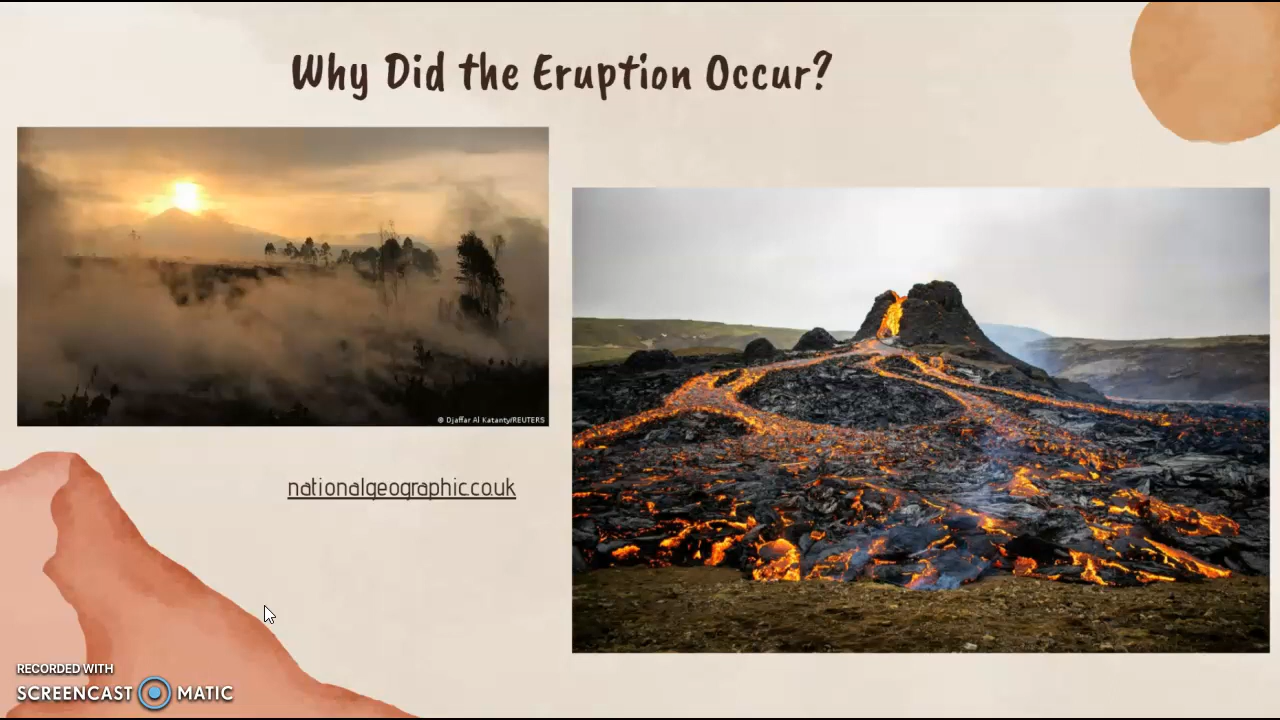 Why Did the Eruption Occur?
© Djaffar Al Katanty/REUTERS
nationalgeographic.co.uk
RECORDED WITH
SCREENCAST MATIC